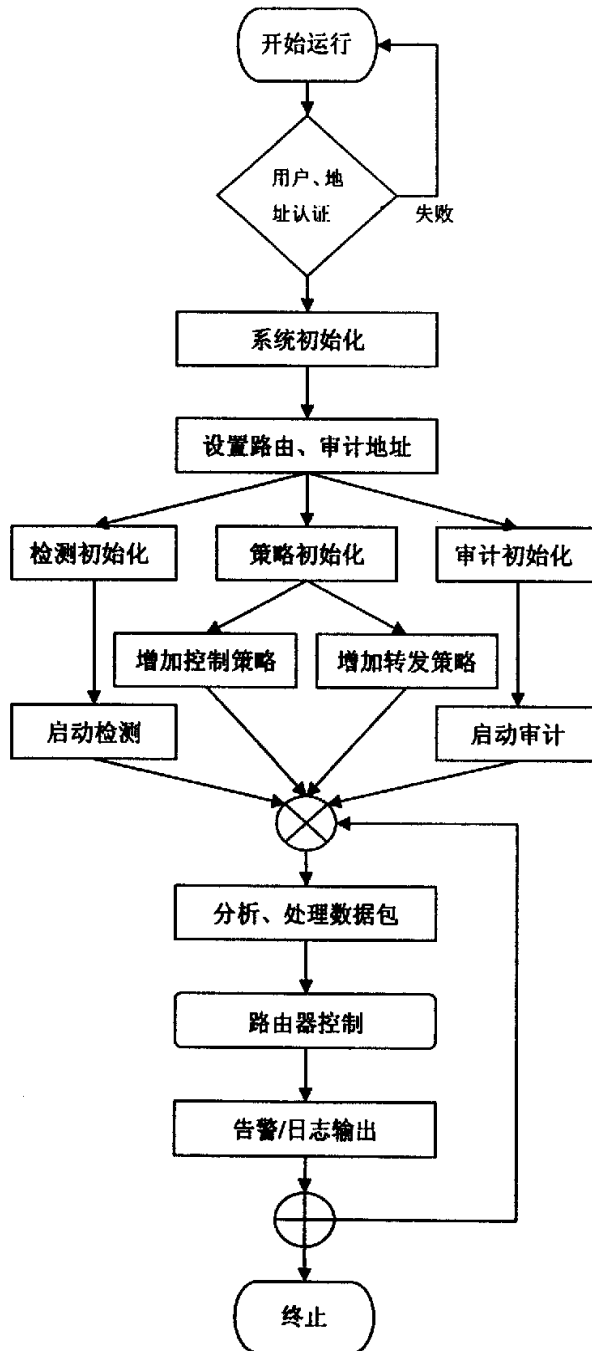 开始运行
用户、地
址认证
失败
系统初始化
设置路由、审计地址
检测初始化
策略初始化
审计初始化
增加控制策略
增加转发策略
启动检测
启动审计
分析、处理数据包
路由器控制
告警/日志输出
终止